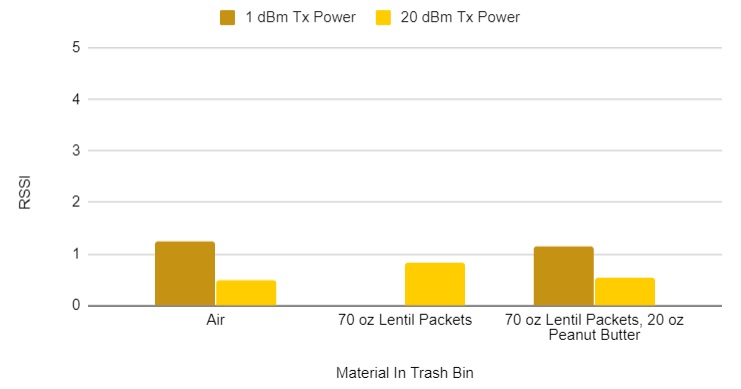 1 dBm Tx Power 20 dBm Tx Power
5
4
3
2
1
0
RSSI
Air
70 oz Lentil Packets
70 oz Lentil Packets, 20 oz
Peanut Butter
Material In Trash Bin